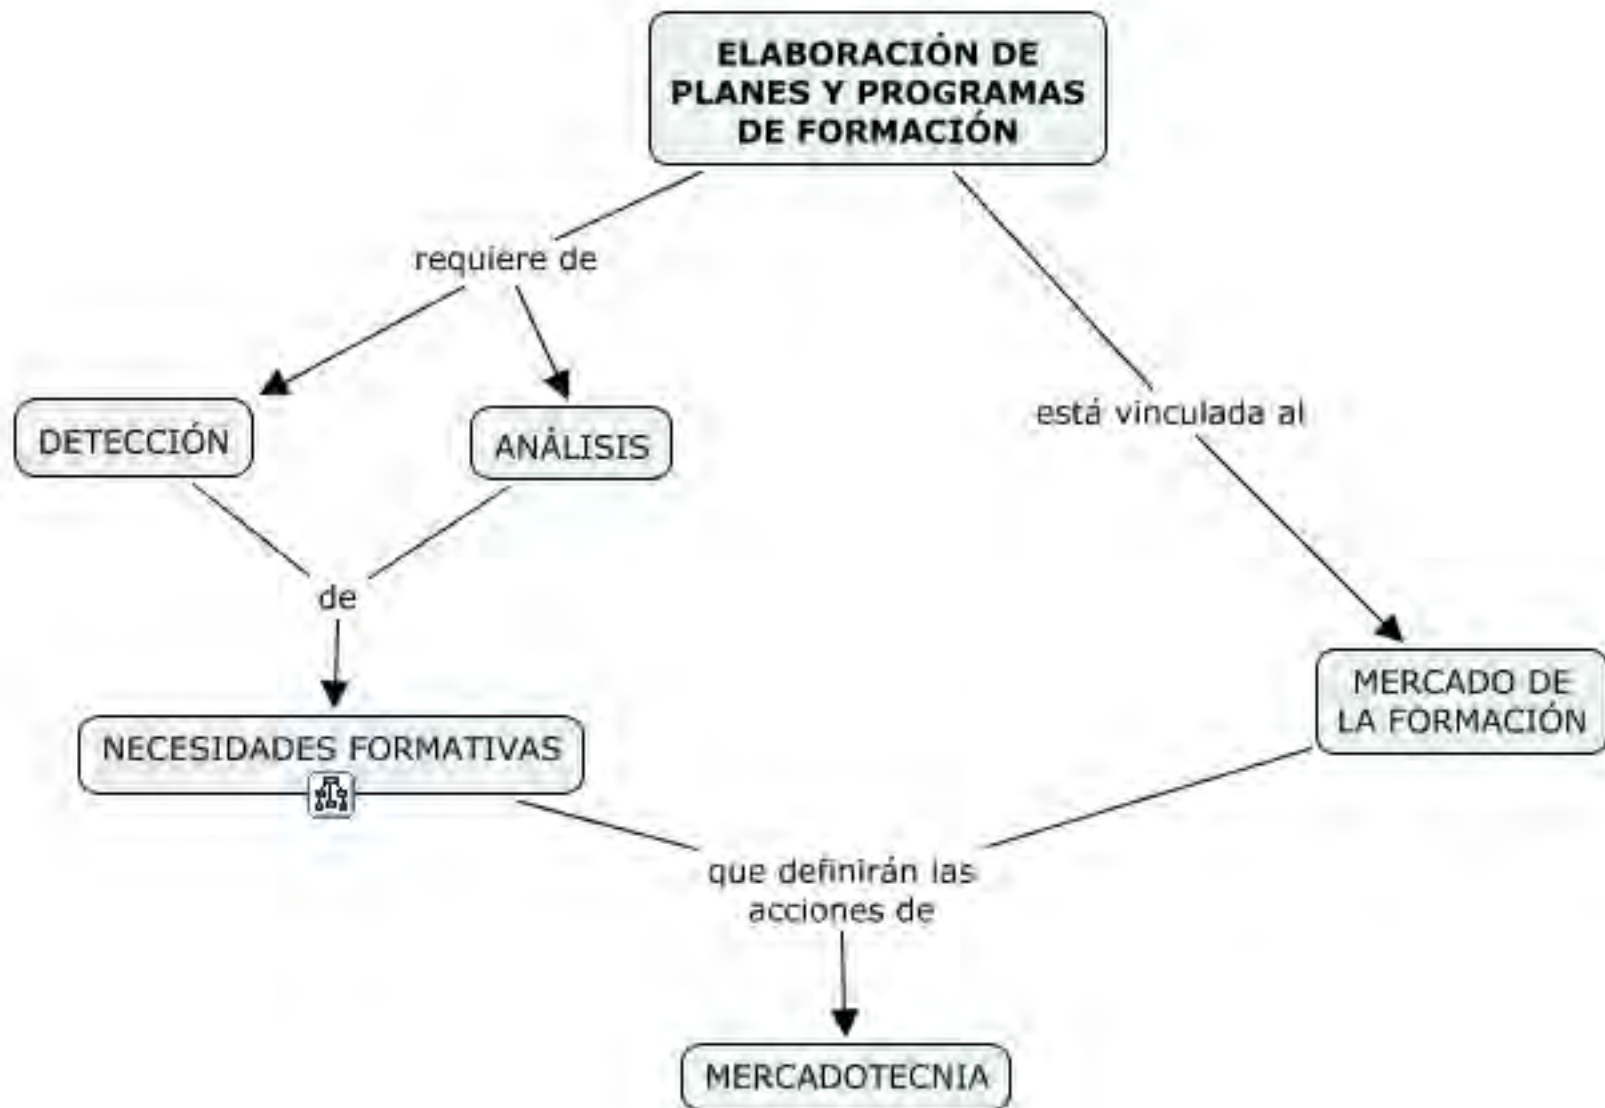 ELABORACIÓN DE
PLANES Y PROGRAMAS
DE FORMACIÓN
requiere de
DETECCIÓN
ANÁLISIS
está vinculada al
de
NECESIDADES FORMATIVAS
MERCADO DE
LA FORMACIÓN
que definirán las
acciones de
MERCADOTECNIA